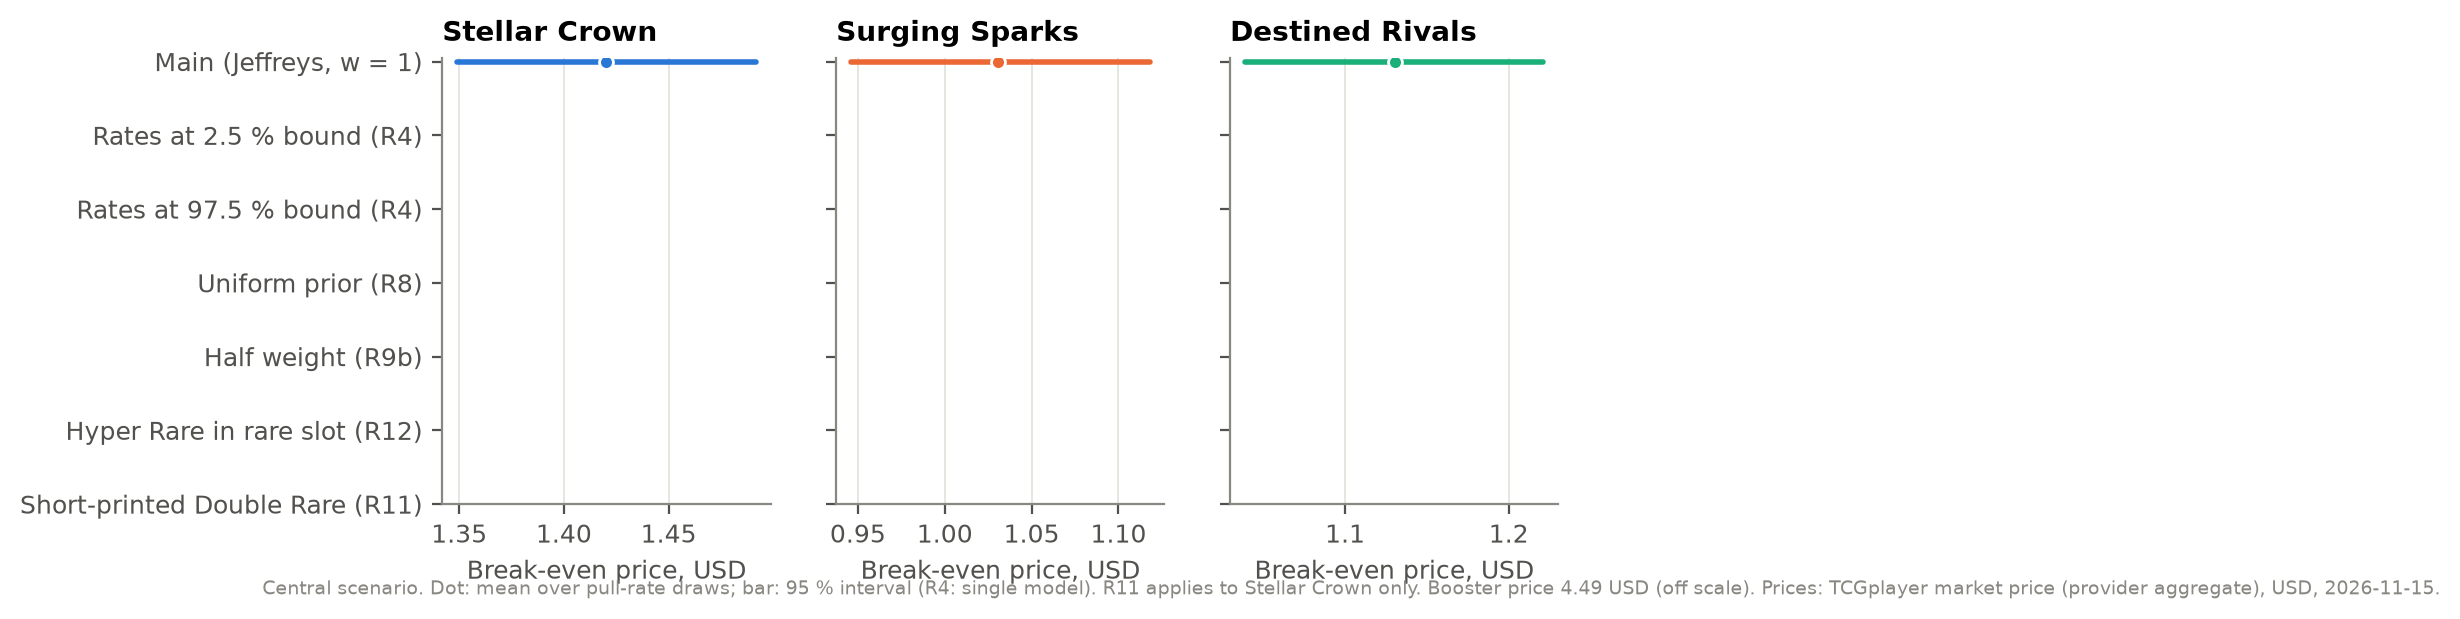 Stellar Crown
Surging Sparks
Destined Rivals
Main (Jeffreys, w = 1)
Rates at 2.5 % bound (R4)
Rates at 97.5 % bound (R4)
Uniform prior (R8)
Half weight (R9b)
Hyper Rare in rare slot (R12)
Short-printed Double Rare (R11)
1.35 1.40 1.45
0.95 1.00 1.05 1.10
1.1 1.2
Break-even price, USD
Break-even price, USD
Break-even price, USD
Central scenario. Dot: mean over pull-rate draws; bar: 95 % interval (R4: single model). R11 applies to Stellar Crown only. Booster price 4.49 USD (off scale). Prices: TCGplayer market price (provider aggregate), USD, 2026-11-15.